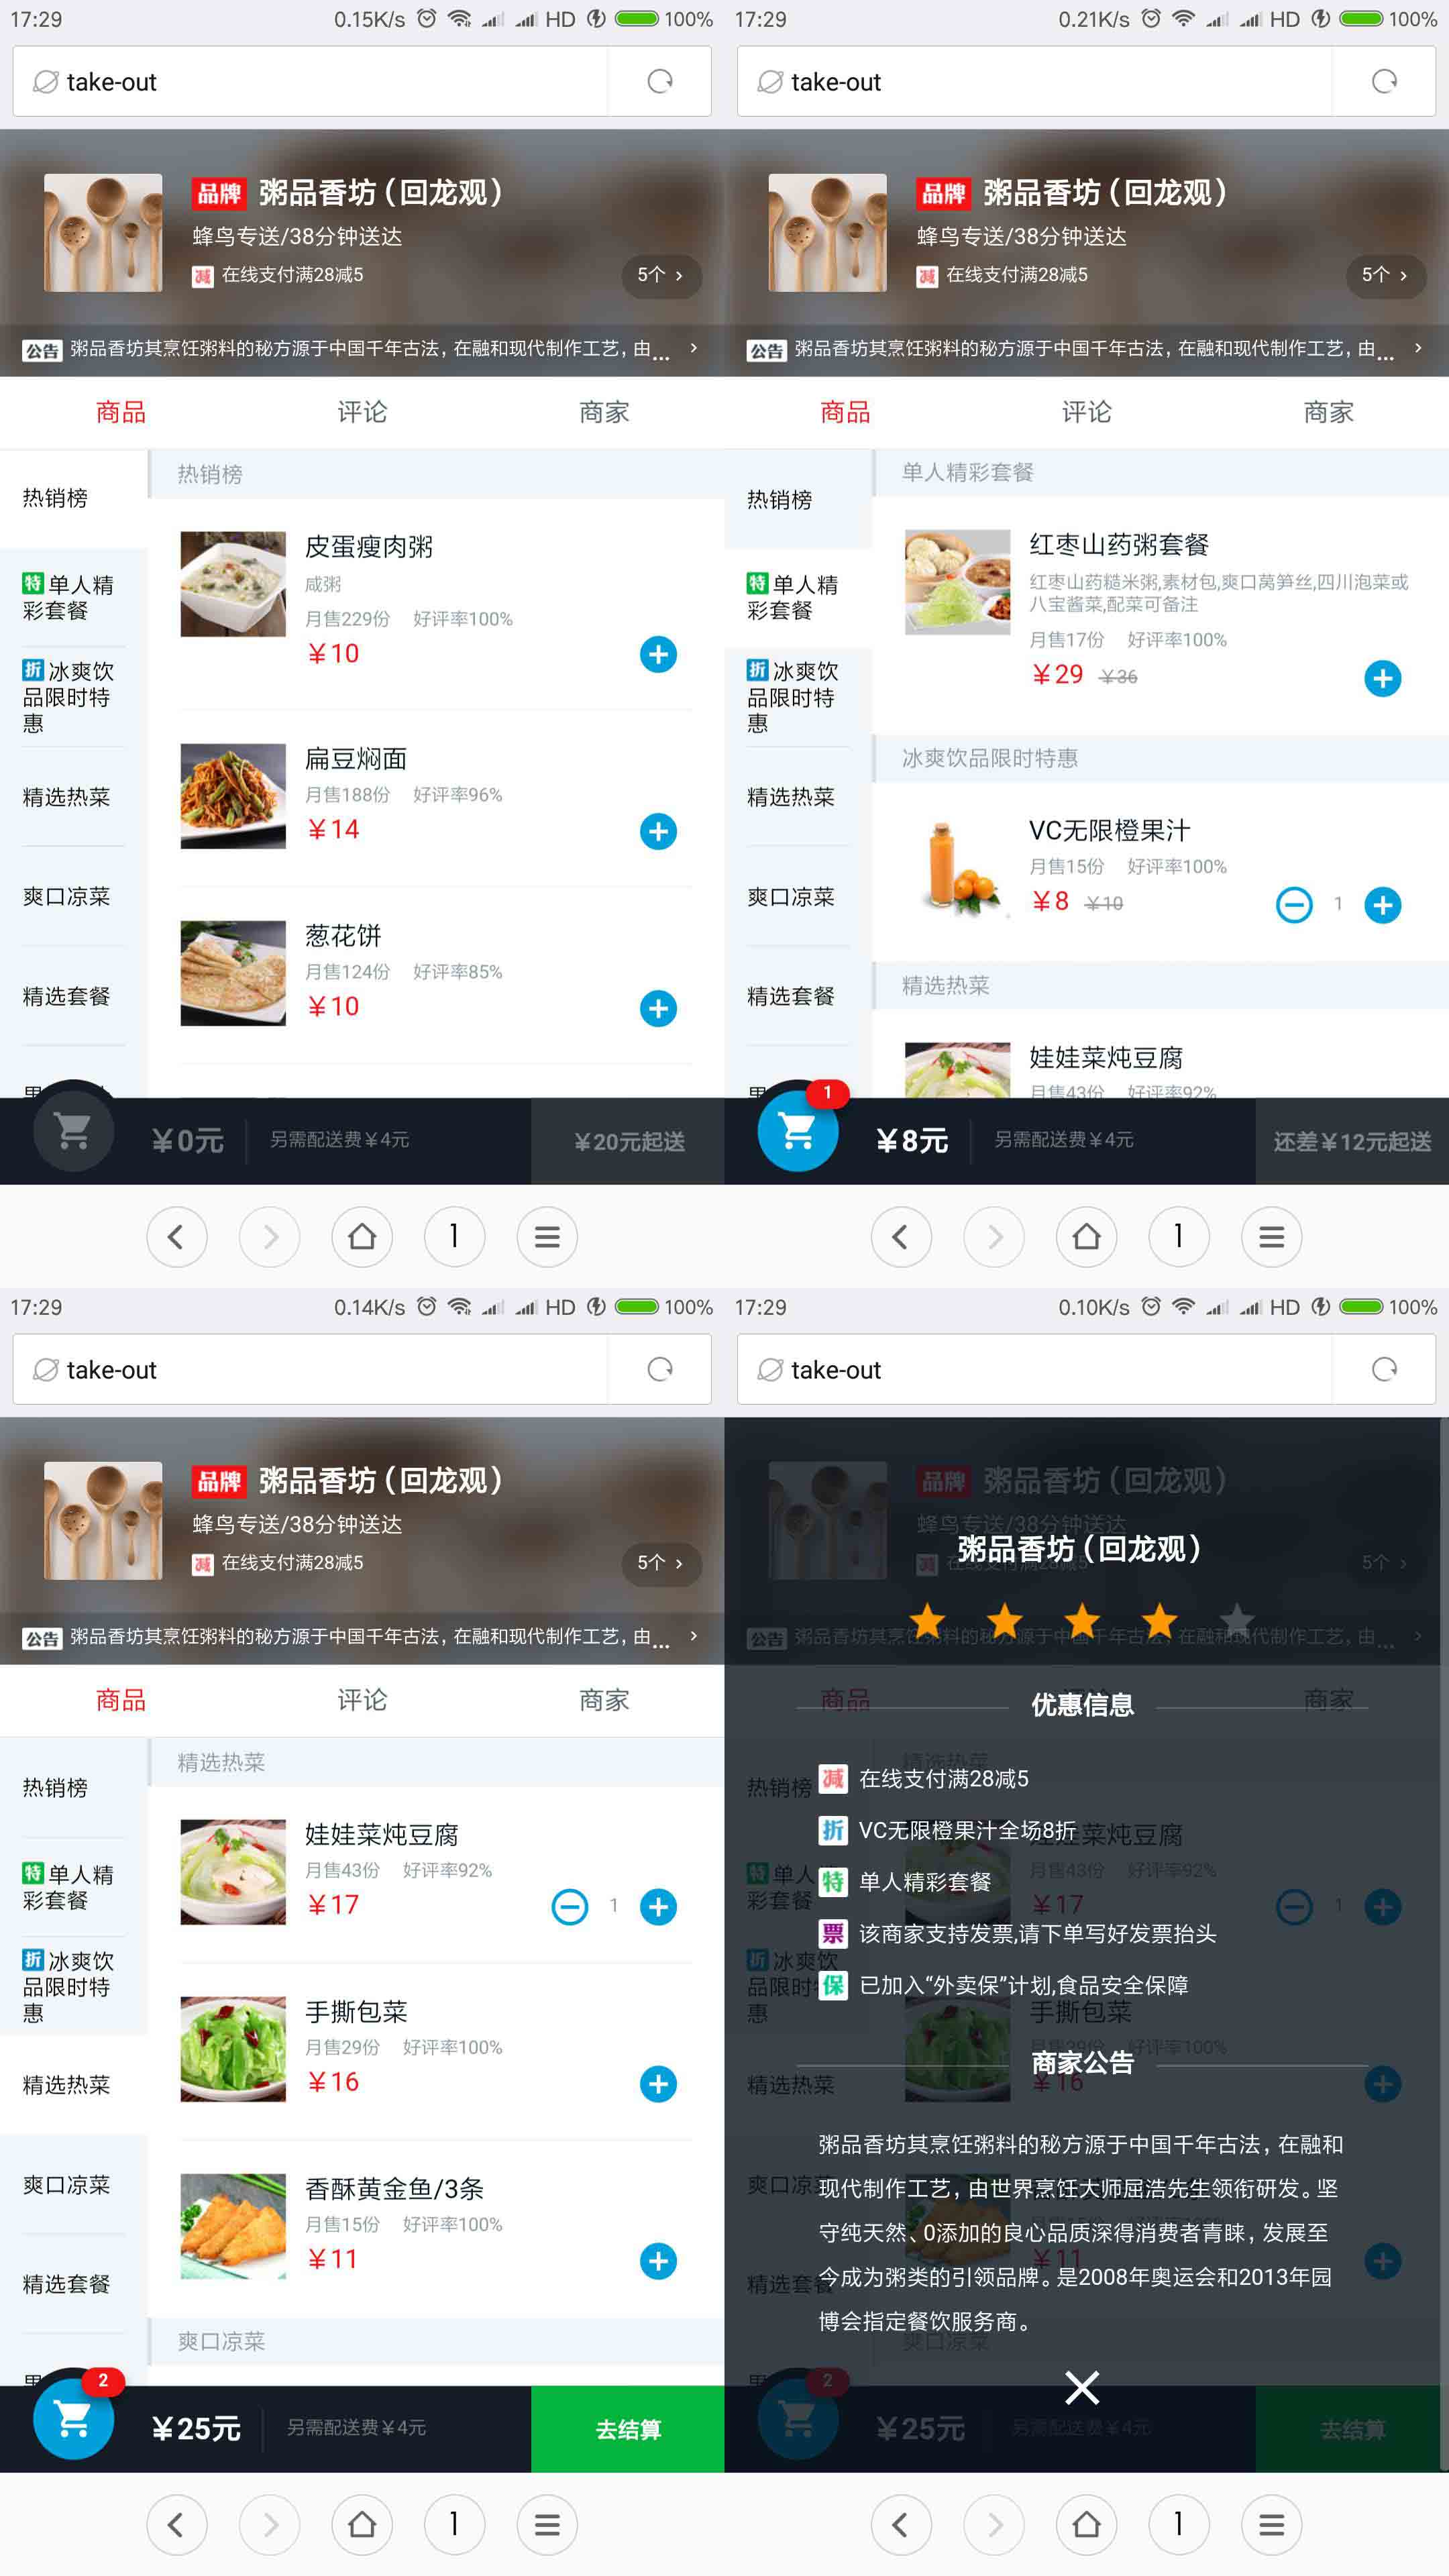 17:29 0.15K/s HD 100%
take-out
品牌 粥品香坊（回龙观）
蜂鸟专送/38分钟送达
减 在线支付满28减5
5个
公告 粥品香坊其烹饪粥料的秘方源于中国千年古法，在融和现代制作工艺，由...
商品 评论 商家
热销榜
特 单人精
彩套餐
折 冰爽饮
品限时特
惠
精选热菜
爽口凉菜
精选套餐
热销榜
皮蛋瘦肉粥
咸粥
月售229份 好评率100%
￥10
扁豆焖面
月售188份 好评率96%
￥14
葱花饼
月售124份 好评率85%
￥10
￥0元 另需配送费￥4元 ￥20元起送
1
17:29 0.21K/s HD 100%
take-out
品牌 粥品香坊（回龙观）
蜂鸟专送/38分钟送达
减 在线支付满28减5
5个
公告 粥品香坊其烹饪粥料的秘方源于中国千年古法，在融和现代制作工艺，由...
商品 评论 商家
热销榜
特 单人精
彩套餐
折 冰爽饮
品限时特
惠
精选热菜
爽口凉菜
精选套餐
单人精彩套餐
红枣山药粥套餐
红枣山药糙米粥,素材包,爽口莴笋丝,四川泡菜或
八宝酱菜,配菜可备注
月售17份 好评率100%
￥29 ￥36
冰爽饮品限时特惠
VC无限橙果汁
月售15份 好评率100%
￥8 ￥10 1
精选热菜
娃娃菜炖豆腐
月售43份 好评率92%
1
￥8元 另需配送费￥4元 还差￥12元起送
1
17:29 0.14K/s HD 100%
take-out
品牌 粥品香坊（回龙观）
蜂鸟专送/38分钟送达
减 在线支付满28减5
5个
公告 粥品香坊其烹饪粥料的秘方源于中国千年古法，在融和现代制作工艺，由...
商品 评论 商家
热销榜
特 单人精
彩套餐
折 冰爽饮
品限时特
惠
精选热菜
爽口凉菜
精选套餐
精选热菜
娃娃菜炖豆腐
月售43份 好评率92%
￥17 1
手撕包菜
月售29份 好评率100%
￥16
香酥黄金鱼/3条
月售15份 好评率100%
￥11
爽口凉菜
2
￥25元 另需配送费￥4元 去结算
1
17:29 0.10K/s HD 100%
take-out
粥品香坊（回龙观）
优惠信息
减 在线支付满28减5
折 VC无限橙果汁全场8折
特 单人精彩套餐
票 该商家支持发票,请下单写好发票抬头
保 已加入“外卖保”计划,食品安全保障
商家公告
粥品香坊其烹饪粥料的秘方源于中国千年古法，在融和
现代制作工艺，由世界烹饪大师屈浩先生领衔研发。坚
守纯天然、0添加的良心品质深得消费者青睐，发展至
今成为粥类的引领品牌。是2008年奥运会和2013年园
博会指定餐饮服务商。
2
￥25元 另需配送费￥4元 去结算
1